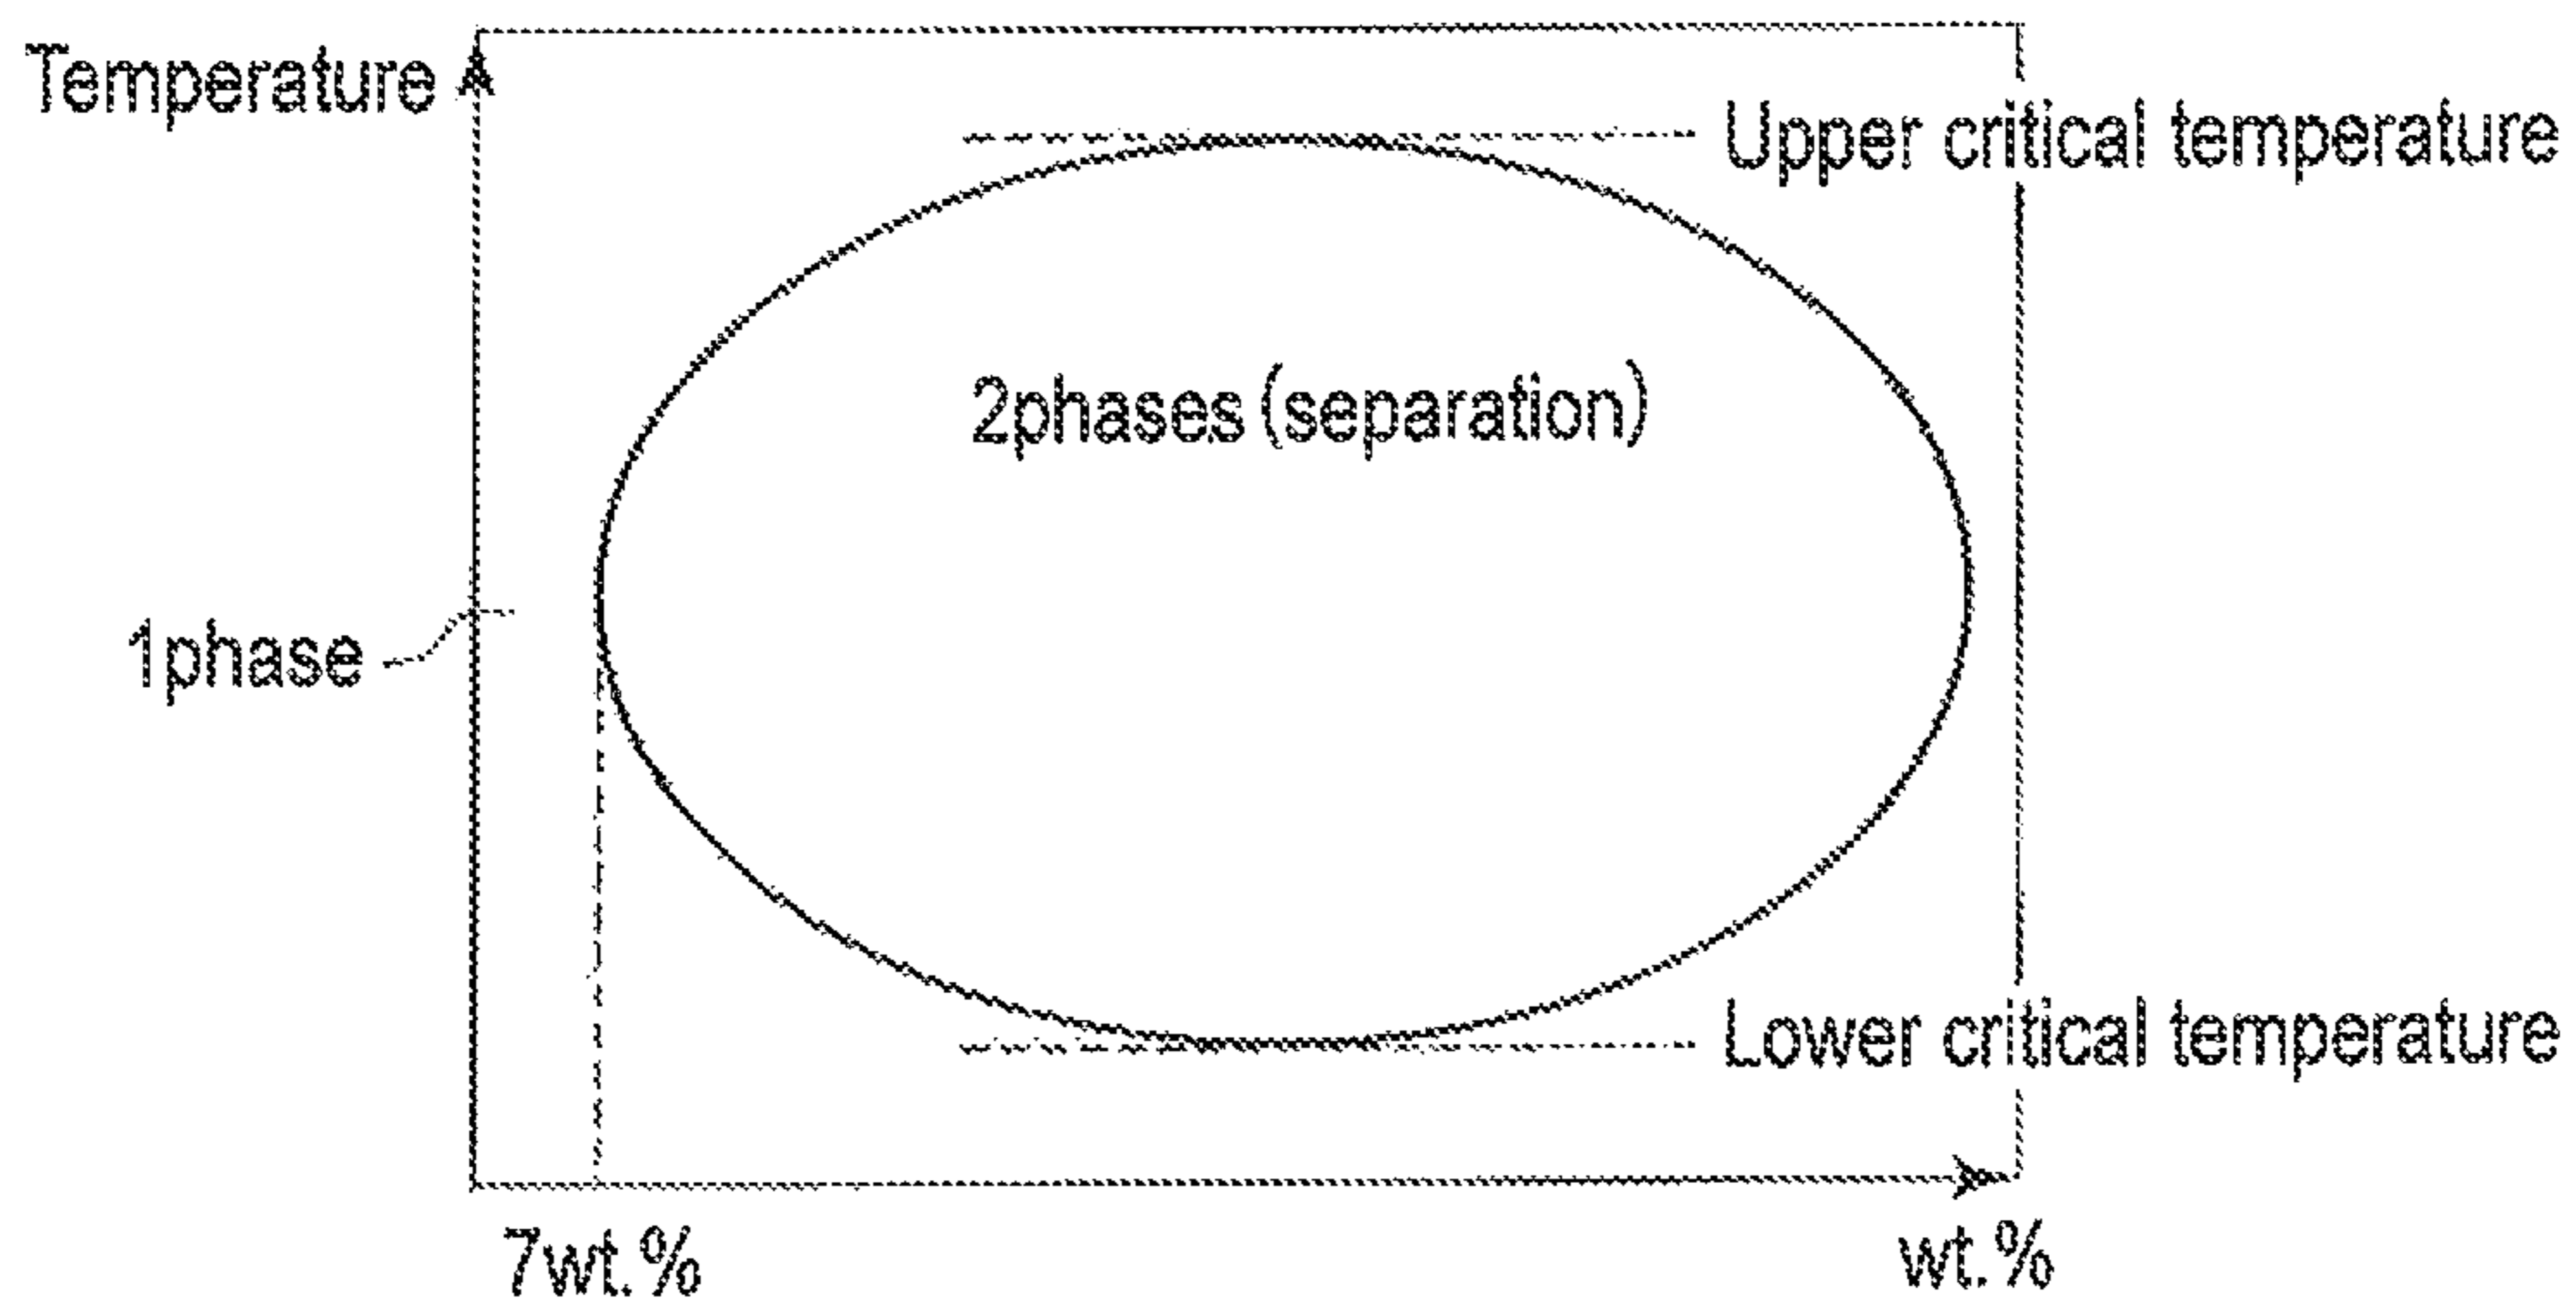 Temperature
Upper critical temperature
2phases (separation)
1phase
Lower critical temperature
7wt.%
wt.%